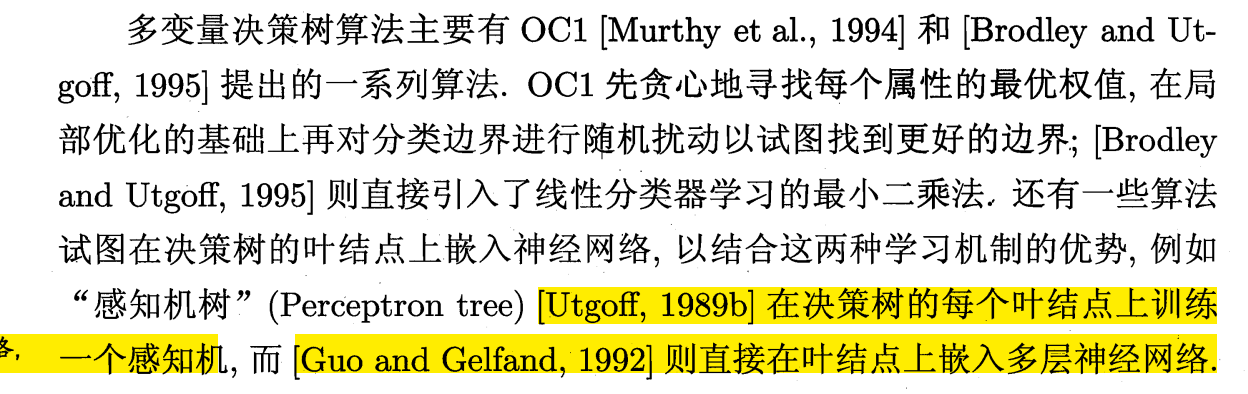 多变量决策树算法主要有 OC1 [Murthy et al., 1994] 和 [Brodley and Ut-
goff, 1995] 提出的一系列算法. OC1 先贪心地寻找每个属性的最优权值, 在局
部优化的基础上再对分类边界进行随机扰动以试图找到更好的边界; [Brodley
and Utgoff, 1995] 则直接引入了线性分类器学习的最小二乘法. 还有一些算法
试图在决策树的叶结点上嵌入神经网络, 以结合这两种学习机制的优势, 例如
“感知机树” (Perceptron tree) [Utgoff, 1989b] 在决策树的每个叶结点上训练
一个感知机, 而 [Guo and Gelfand, 1992] 则直接在叶结点上嵌入多层神经网络.